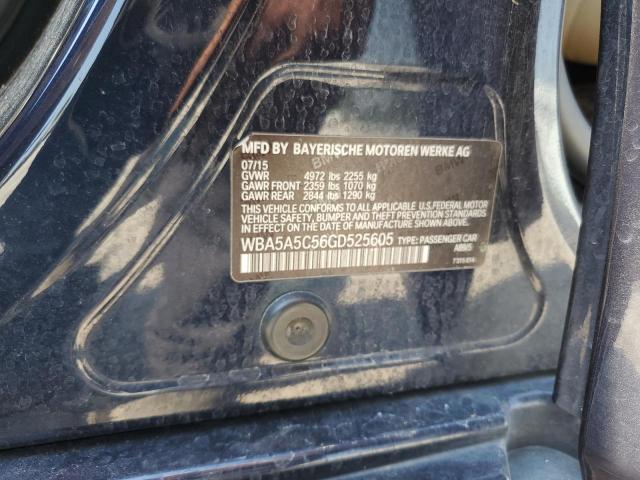 MFD BY BAYERISCHE MOTOREN WERKE AG
07/15
GVWR 4972 lbs 2255 kg
GAWR FRONT 2359 lbs 1070 kg
GAWR REAR 2844 lbs 1290 kg
THIS VEHICLE CONFORMS TO ALL APPLICABLE U.S. FEDERAL MOTOR
VEHICLE SAFETY, BUMPER AND THEFT PREVENTION STANDARDS
IN EFFECT ON THE DATE OF MANUFACTURE SHOWN ABOVE.
WBA5A5C56GD525605 TYPE: PASSENGER CAR